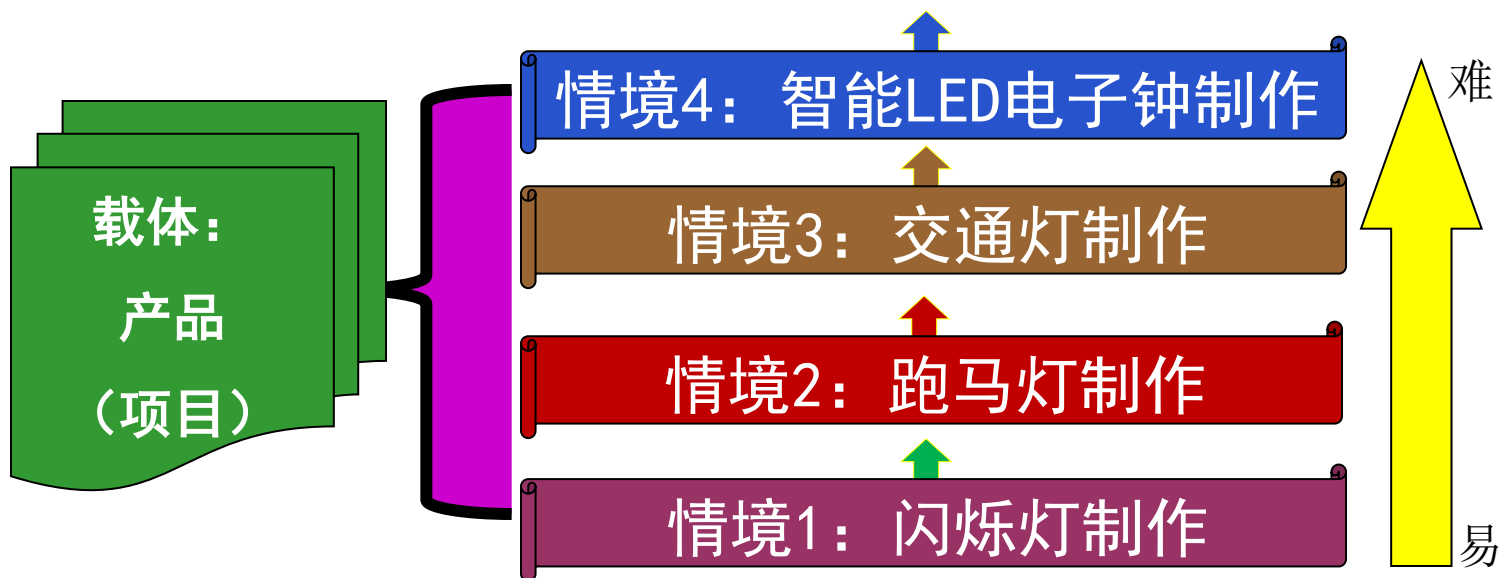 载体：
产品
（项目）
情境4：智能LED电子钟制作
情境3：交通灯制作
情境2：跑马灯制作
情境1：闪烁灯制作
难
易